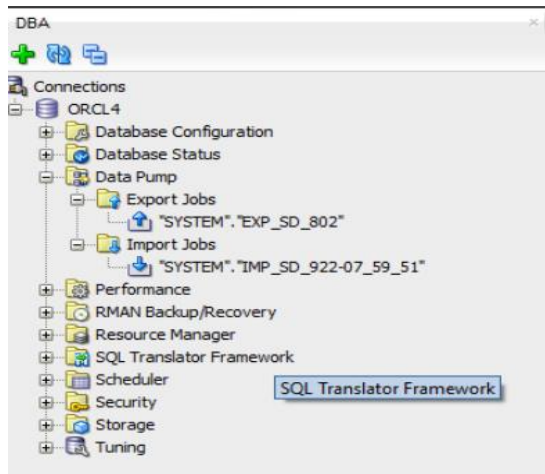 DBA
Connections
ORCL4
Database Configuration
Database Status
Data Pump
Export Jobs
"SYSTEM"."EXP_SD_802"
Import Jobs
"SYSTEM"."IMP_SD_922-07_59_51"
Performance
RMAN Backup/Recovery
Resource Manager
SQL Translator Framework
Scheduler
SQL Translator Framework
Security
Storage
Tuning